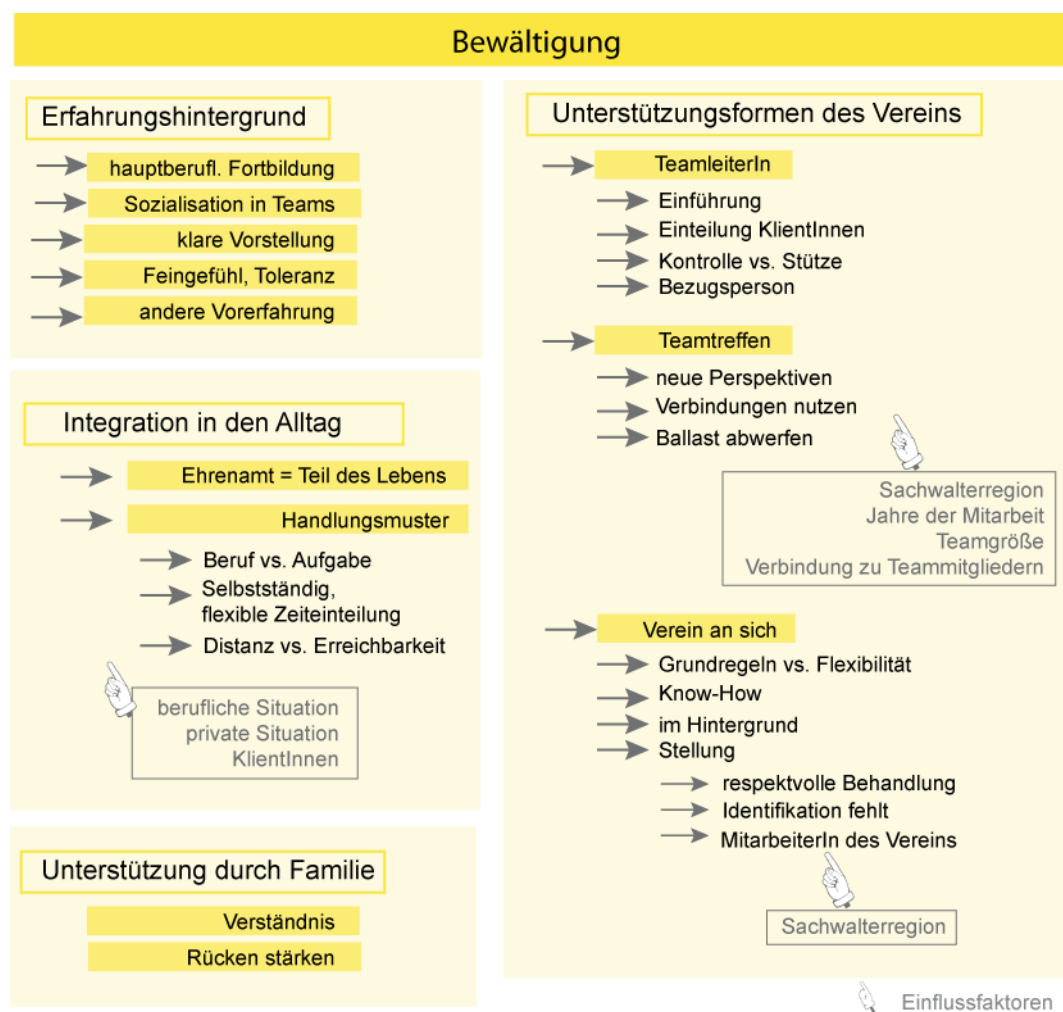 Bewältigung
Erfahrungshintergrund
hauptberufl. Fortbildung
Sozialisation in Teams
klare Vorstellung
Feingefühl, Toleranz
andere Vorerfahrung
Integration in den Alltag
Ehrenamt = Teil des Lebens
Handlungsmuster
Beruf vs. Aufgabe
Selbstständig,
flexible Zeiteinteilung
Distanz vs. Erreichbarkeit
berufliche Situation
private Situation
KlientInnen
Unterstützung durch Familie
Verständnis
Rücken stärken
Unterstützungsformen des Vereins
TeamleiterIn
Einführung
Einteilung KlientInnen
Kontrolle vs. Stütze
Bezugsperson
Teamtreffen
neue Perspektiven
Verbindungen nutzen
Ballast abwerfen
Sachwalterregion
Jahre der Mitarbeit
Teamgröße
Verbindung zu Teammitgliedern
Verein an sich
Grundregeln vs. Flexibilität
Know-How
im Hintergrund
Stellung
respektvolle Behandlung
Identifikation fehlt
MitarbeiterIn des Vereins
Sachwalterregion
Einflussfaktoren